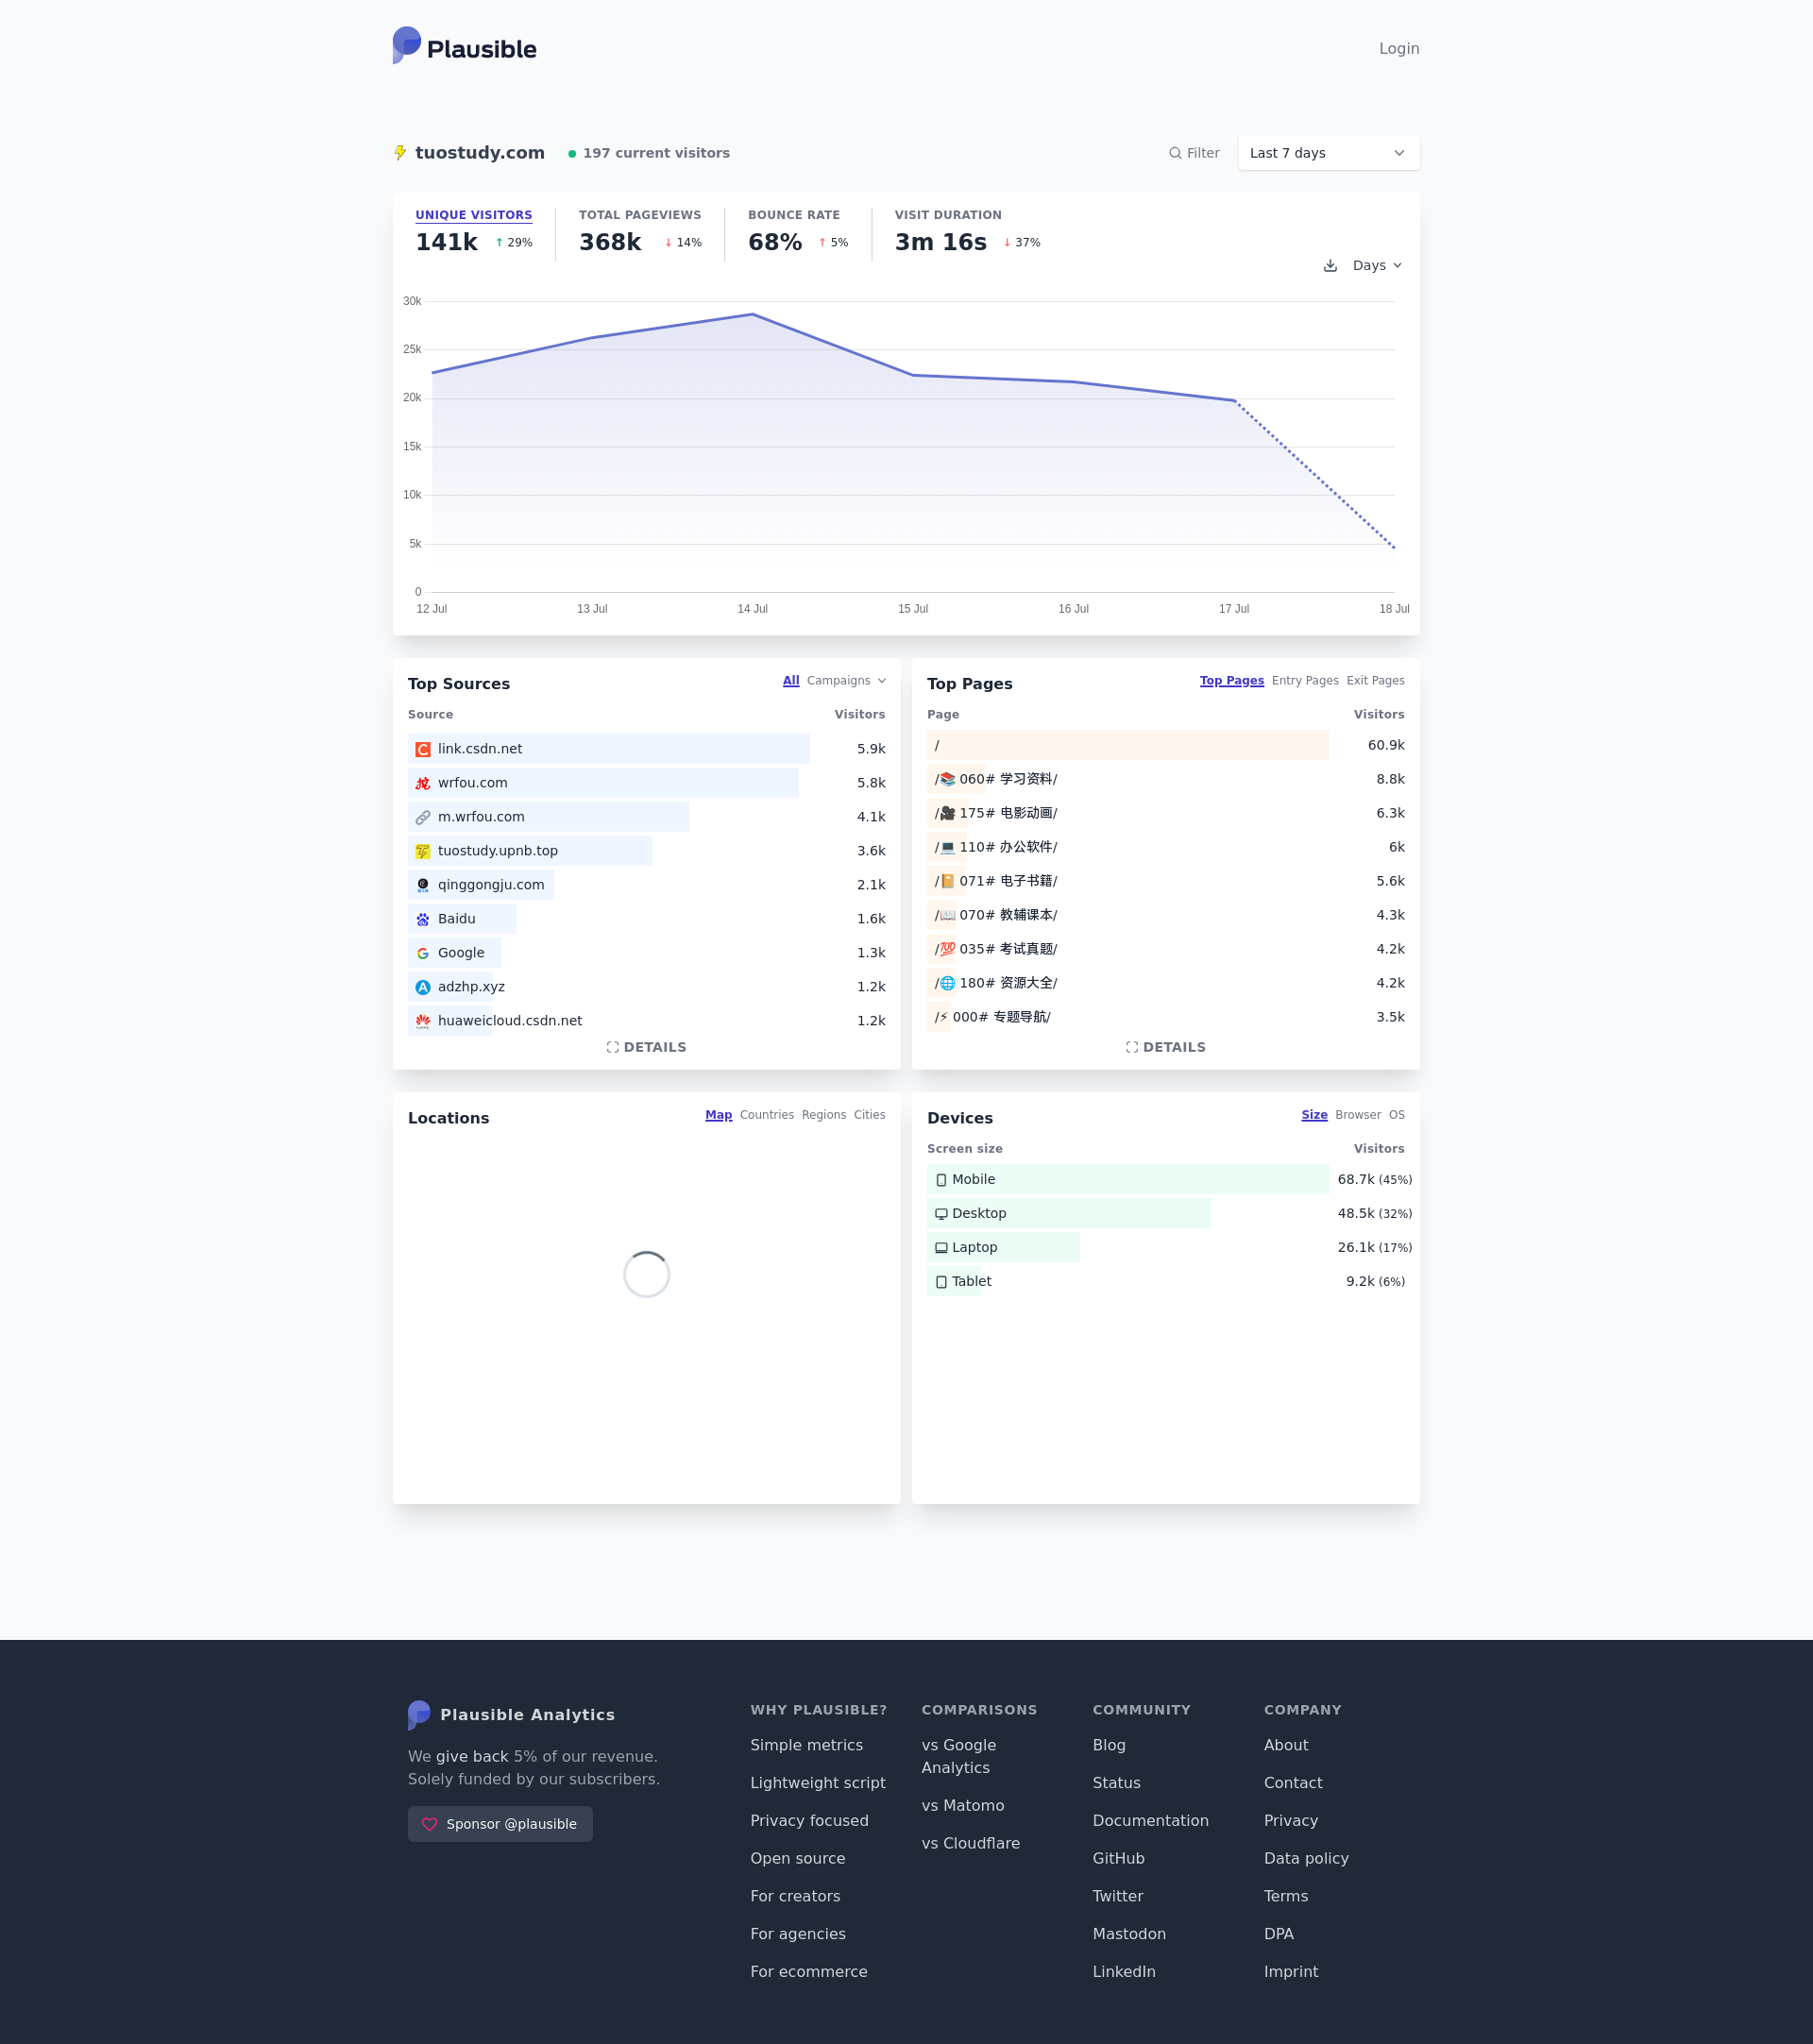 Plausible
Login
tuostudy.com
197 current visitors
Filter
Last 7 days
UNIQUE VISITORS
141k ↑ 29%
TOTAL PAGEVIEWS
368k ↓ 14%
BOUNCE RATE
68% ↑ 5%
VISIT DURATION
3m 16s ↓ 37%
Days
30k
25k
20k
15k
10k
5k
0
12 Jul 13 Jul 14 Jul 15 Jul 16 Jul 17 Jul 18 Jul
Top Sources
All Campaigns
Source Visitors
link.csdn.net 5.9k
wrfou.com 5.8k
m.wrfou.com 4.1k
tuostudy.upnb.top 3.6k
qinggongju.com 2.1k
Baidu 1.6k
Google 1.3k
adzhp.xyz 1.2k
huaweicloud.csdn.net 1.2k
DETAILS
Top Pages
Top Pages Entry Pages Exit Pages
Page Visitors
/ 60.9k
/📚 060# 学习资料/ 8.8k
/🎥 175# 电影动画/ 6.3k
/💻 110# 办公软件/ 6k
/📔 071# 电子书籍/ 5.6k
/📖 070# 教辅课本/ 4.3k
/💯 035# 考试真题/ 4.2k
/🌐 180# 资源大全/ 4.2k
/⚡ 000# 专题导航/ 3.5k
DETAILS
Locations
Map Countries Regions Cities
Devices
Size Browser OS
Screen size Visitors
Mobile 68.7k (45%)
Desktop 48.5k (32%)
Laptop 26.1k (17%)
Tablet 9.2k (6%)
Plausible Analytics
We give back 5% of our revenue.
Solely funded by our subscribers.
Sponsor @plausible
WHY PLAUSIBLE?
Simple metrics
Lightweight script
Privacy focused
Open source
For creators
For agencies
For ecommerce
COMPARISONS
vs Google
Analytics
vs Matomo
vs Cloudflare
COMMUNITY
Blog
Status
Documentation
GitHub
Twitter
Mastodon
LinkedIn
COMPANY
About
Contact
Privacy
Data policy
Terms
DPA
Imprint